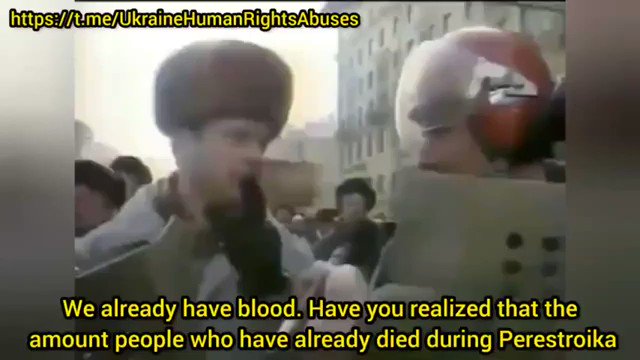 https://t.me/UkraineHumanRightsAbuses
We already have blood. Have you realized that the
amount people who have already died during Perestroika